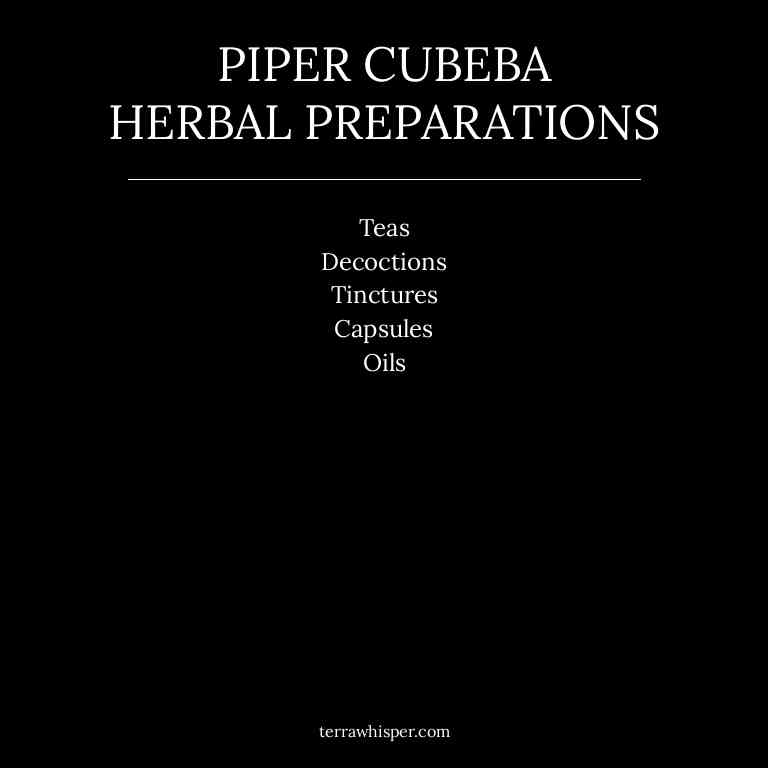 PIPER CUBEBA
HERBAL PREPARATIONS
Teas
Decoctions
Tinctures
Capsules
Oils
terrawhisper.com